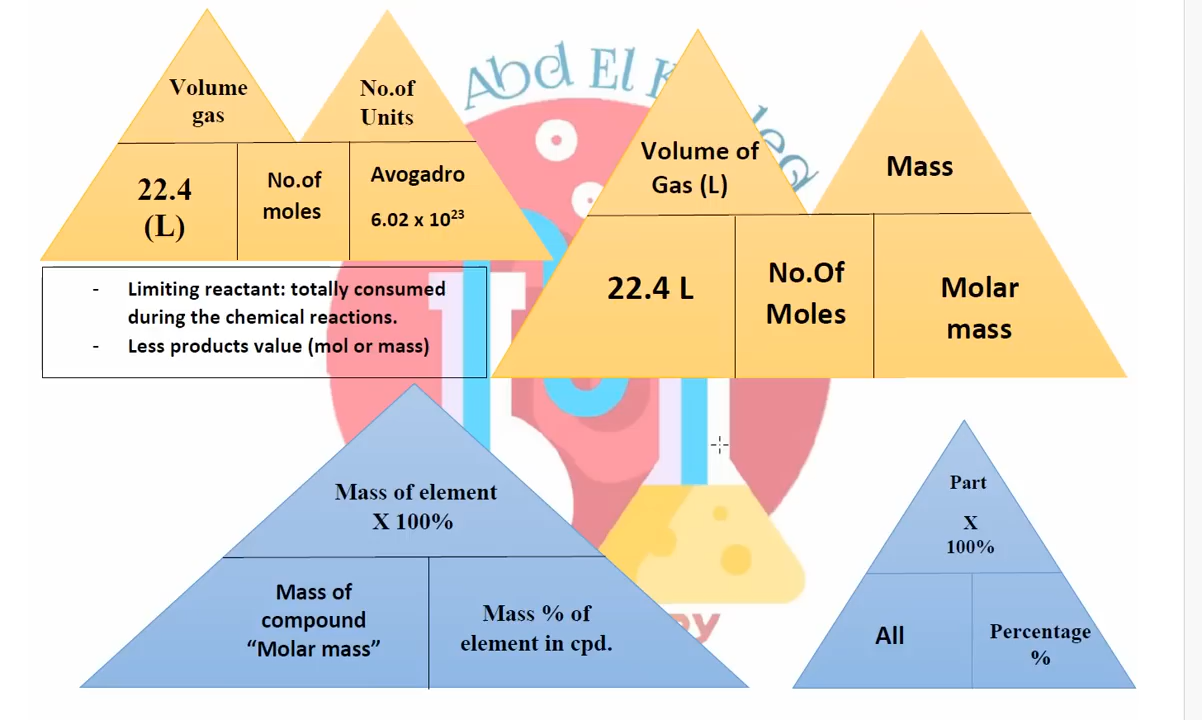 Abd El K
led
Volume
gas
No.of
Units
22.4
(L)
No.of
moles
Avogadro
6.02 x 10²³
Volume of
Gas (L)
Mass
22.4 L
No.Of
Moles
Molar
mass
- Limiting reactant: totally consumed
during the chemical reactions.
- Less products value (mol or mass)
Mass of element
X 100%
Mass of
compound
“Molar mass”
Mass % of
element in cpd.
Part
X
100%
All
Percentage
%